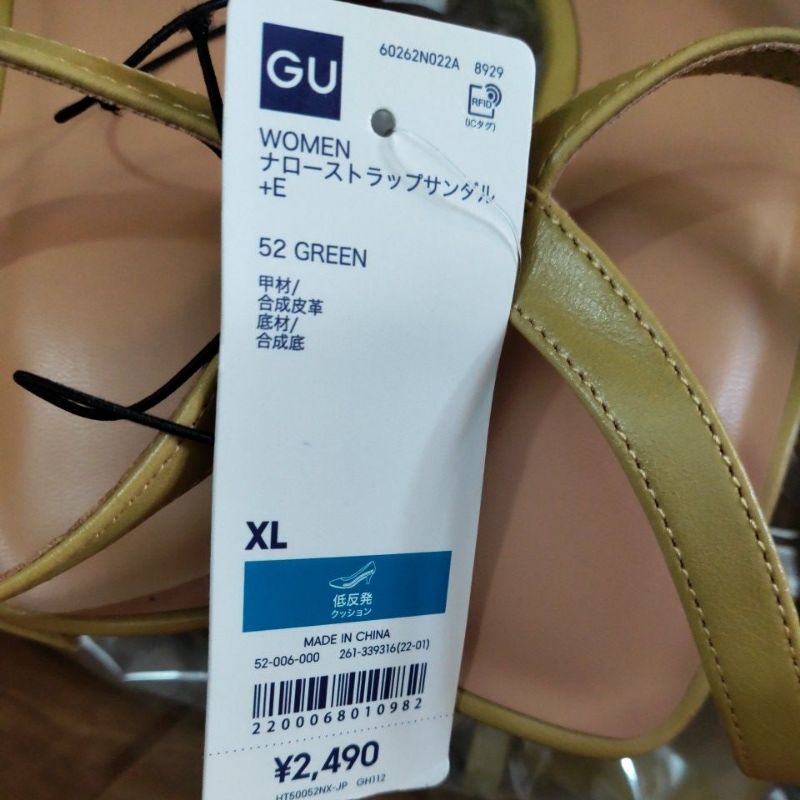 GU
60262N022A 8929
RFID
(ICタグ)
WOMEN
ナローストラップサンダル
+E
52 GREEN
甲材/
合成皮革
底材/
合成底
XL
低反発
クッション
MADE IN CHINA
52-006-000 261-339316(22-01)
2200068010982
¥2,490
HT50052NX-JP GH112